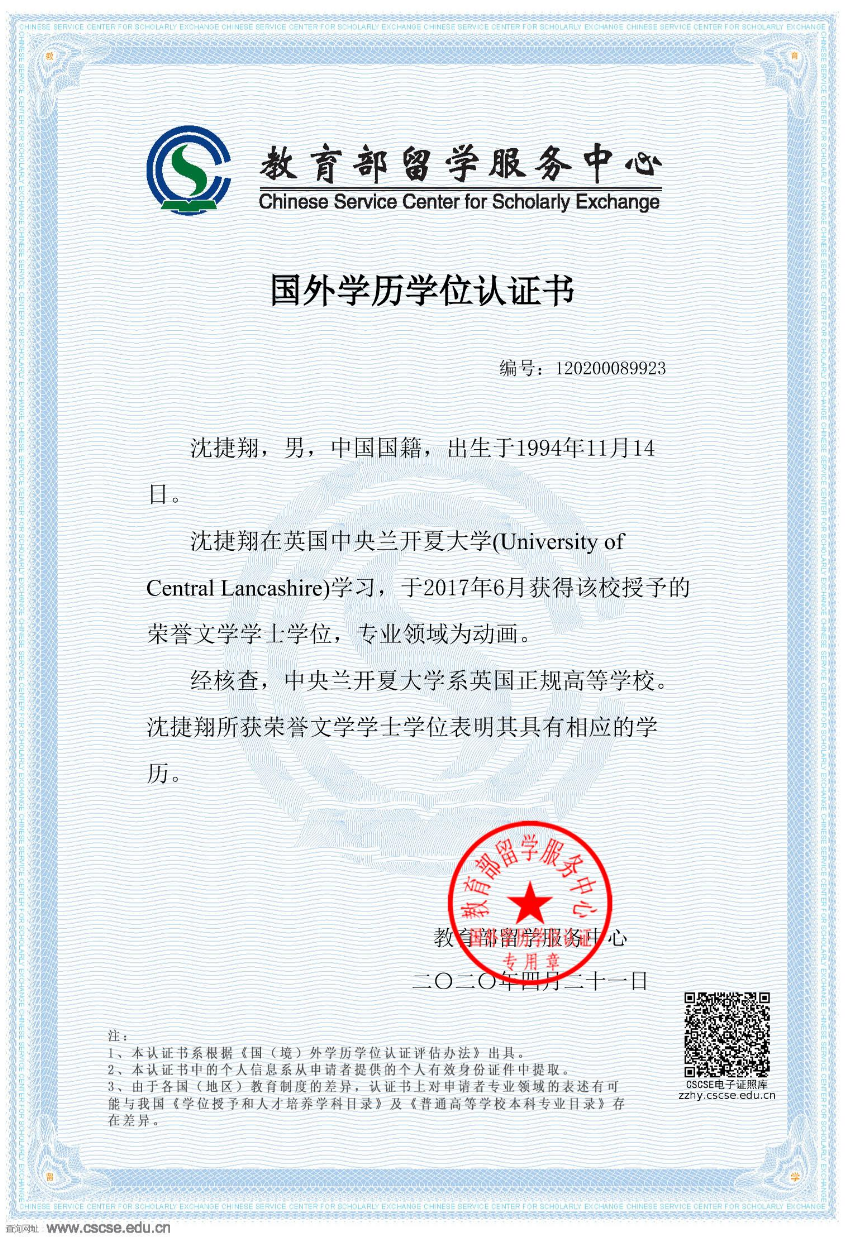 教育部留学服务中心
Chinese Service Center for Scholarly Exchange
国外学历学位认证书
编号：120200089923
沈捷翔，男，中国国籍，出生于1994年11月14
日。
沈捷翔在英国中央兰开夏大学(University of
Central Lancashire)学习，于2017年6月获得该校授予的
荣誉文学学士学位，专业领域为动画。
经核查，中央兰开夏大学系英国正规高等学校。
沈捷翔所获荣誉文学学士学位表明其具有相应的学
历。
教育部留学服务中心
国外学历学位认证
专用章
教育部留学服务中心
二〇二〇年四月二十一日
注：
1、本认证书系根据《国（境）外学历学位认证评估办法》出具。
2、本认证书中的个人信息系从申请者提供的个人有效身份证件中提取。
3、由于各国（地区）教育制度的差异，认证书上对申请者专业领域的表述有可
能与我国《学位授予和人才培养学科目录》及《普通高等学校本科专业目录》存
在差异。
CSCSE电子证照库
zzhy.cscse.edu.cn
教
育
留
学
CHINESE SERVICE CENTER FOR SCHOLARLY EXCHANGE
查询网址 www.cscse.edu.cn